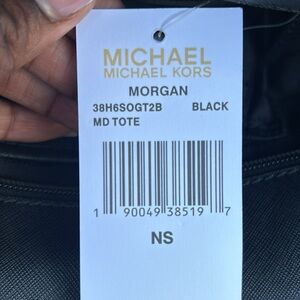 MICHAEL
MICHAEL KORS
MORGAN
38H6SOGT2B BLACK
MD TOTE
1 90049 38519 7
NS